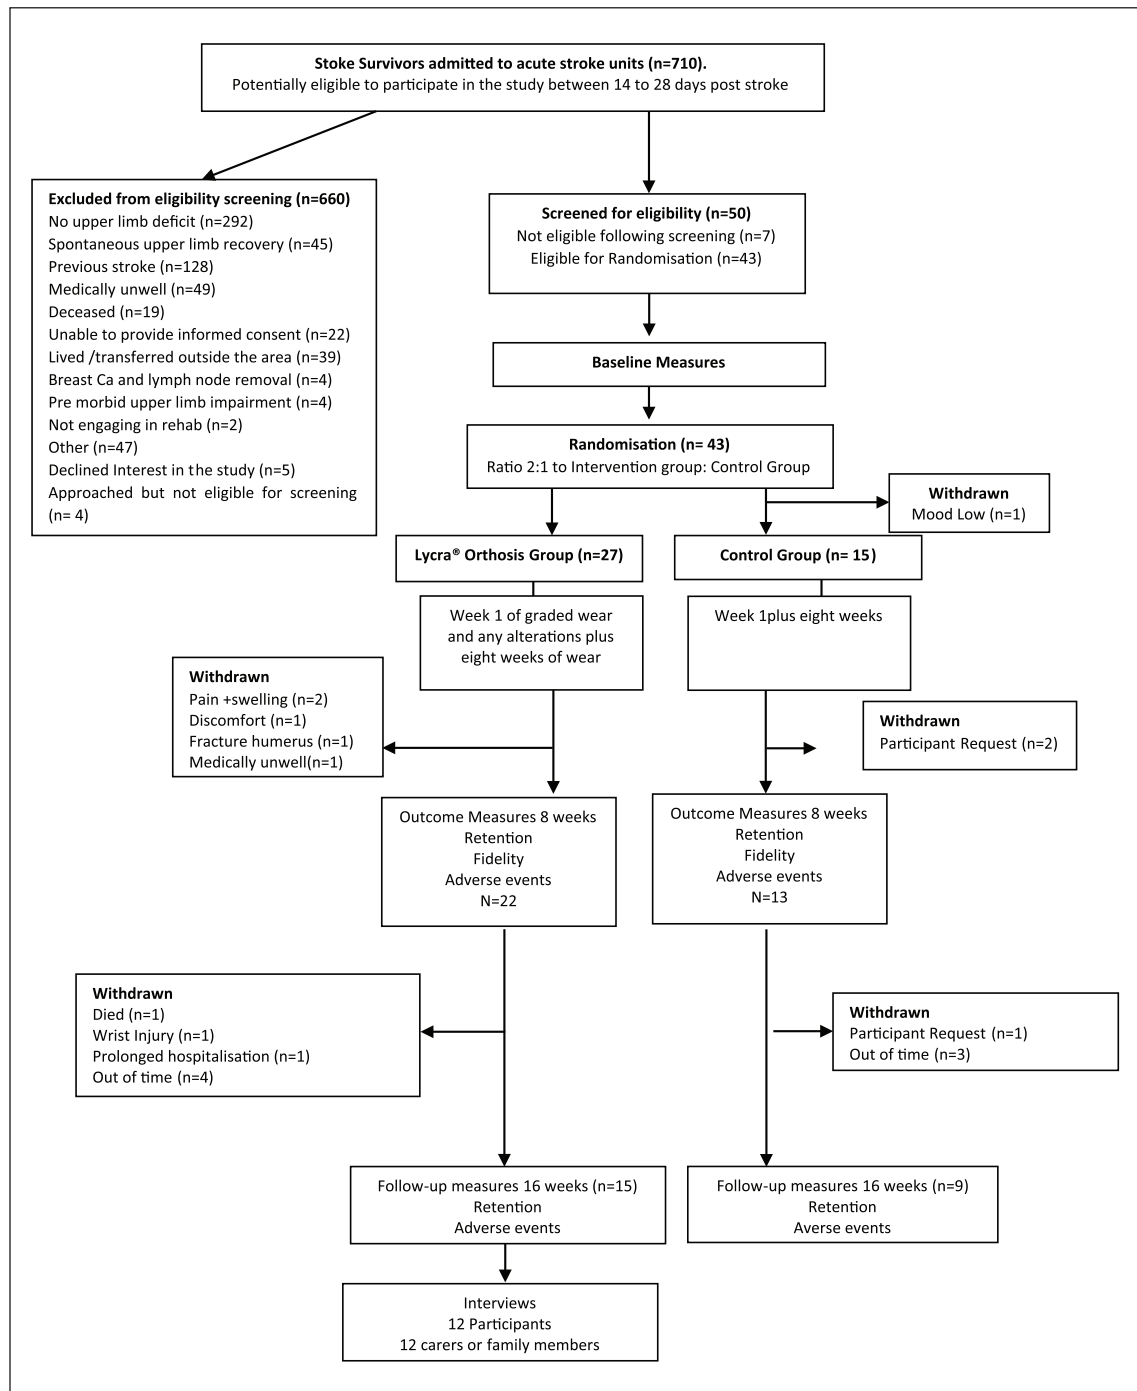 Stoke Survivors admitted to acute stroke units (n=710).
Potentially eligible to participate in the study between 14 to 28 days post stroke
Excluded from eligibility screening (n=660)
No upper limb deficit (n=292)
Spontaneous upper limb recovery (n=45)
Previous stroke (n=128)
Medically unwell (n=49)
Deceased (n=19)
Unable to provide informed consent (n=22)
Lived /transferred outside the area (n=39)
Breast Ca and lymph node removal (n=4)
Pre morbid upper limb impairment (n=4)
Not engaging in rehab (n=2)
Other (n=47)
Declined Interest in the study (n=5)
Approached but not eligible for screening
(n= 4)
Screened for eligibility (n=50)
Not eligible following screening (n=7)
Eligible for Randomisation (n=43)
Baseline Measures
Randomisation (n= 43)
Ratio 2:1 to Intervention group: Control Group
Withdrawn
Mood Low (n=1)
Lycra® Orthosis Group (n=27)
Control Group (n= 15)
Week 1 of graded wear
and any alterations plus
eight weeks of wear
Week 1plus eight weeks
Withdrawn
Pain +swelling (n=2)
Discomfort (n=1)
Fracture humerus (n=1)
Medically unwell(n=1)
Withdrawn
Participant Request (n=2)
Outcome Measures 8 weeks
Retention
Fidelity
Adverse events
N=22
Outcome Measures 8 weeks
Retention
Fidelity
Adverse events
N=13
Withdrawn
Died (n=1)
Wrist Injury (n=1)
Prolonged hospitalisation (n=1)
Out of time (n=4)
Withdrawn
Participant Request (n=1)
Out of time (n=3)
Follow-up measures 16 weeks (n=15)
Retention
Adverse events
Follow-up measures 16 weeks (n=9)
Retention
Averse events
Interviews
12 Participants
12 carers or family members